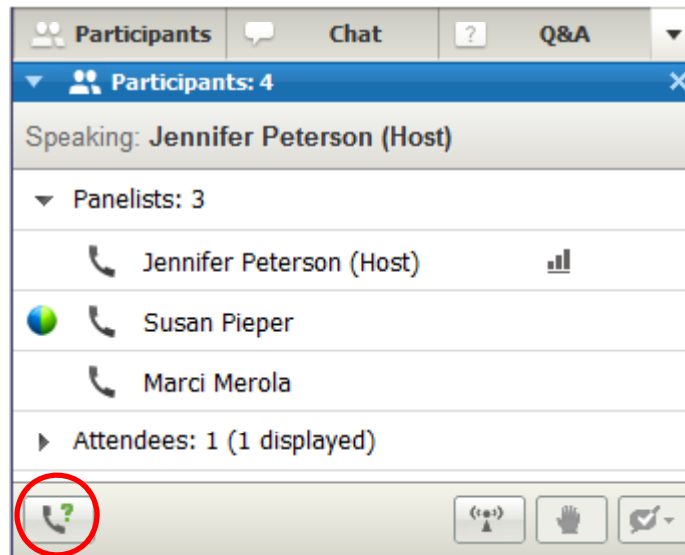 Participants Chat ? Q&A
Participants: 4
Speaking: Jennifer Peterson (Host)
Panelists: 3
Jennifer Peterson (Host)
Susan Pieper
Marci Merola
Attendees: 1 (1 displayed)
?